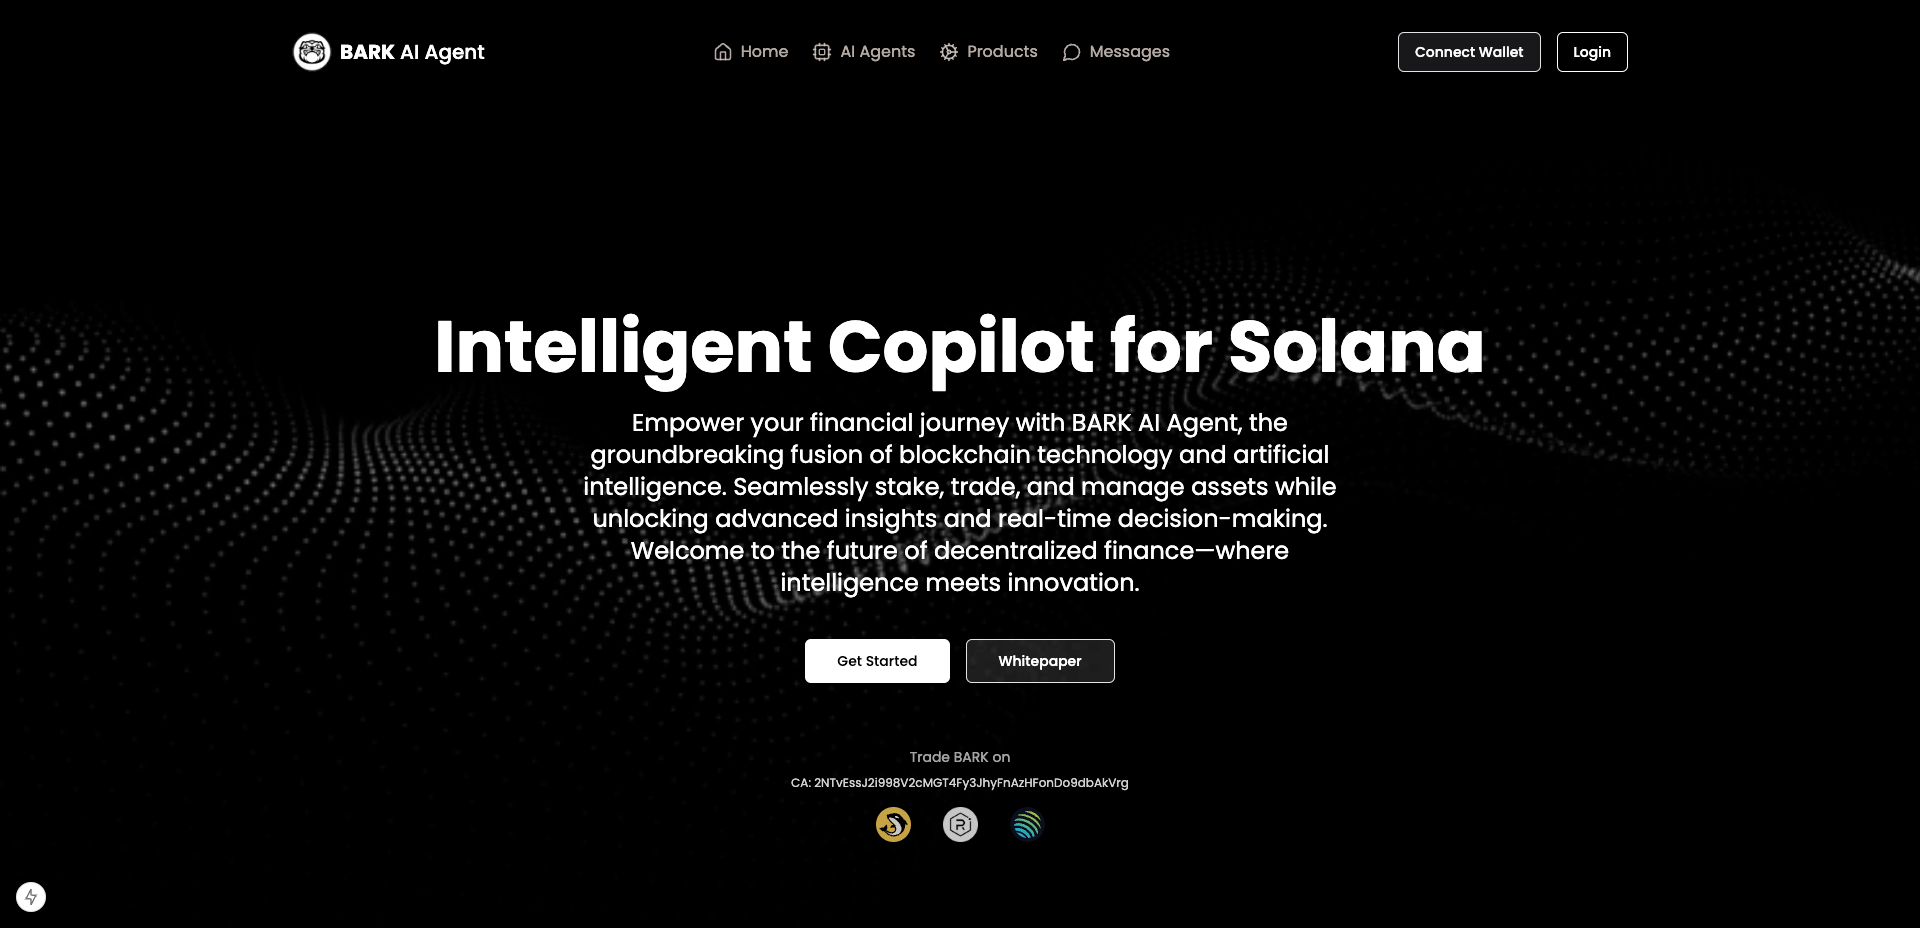 BARK AI Agent
Home
AI Agents
Products
Messages
Connect Wallet
Login
Intelligent Copilot for Solana
Empower your financial journey with BARK AI Agent, the
groundbreaking fusion of blockchain technology and artificial
intelligence. Seamlessly stake, trade, and manage assets while
unlocking advanced insights and real-time decision-making.
Welcome to the future of decentralized finance—where
intelligence meets innovation.
Get Started
Whitepaper
Trade BARK on
CA: 2NTvEssJ2i998V2cMGT4Fy3JhyFnAzHFonDo9dbAkVrg